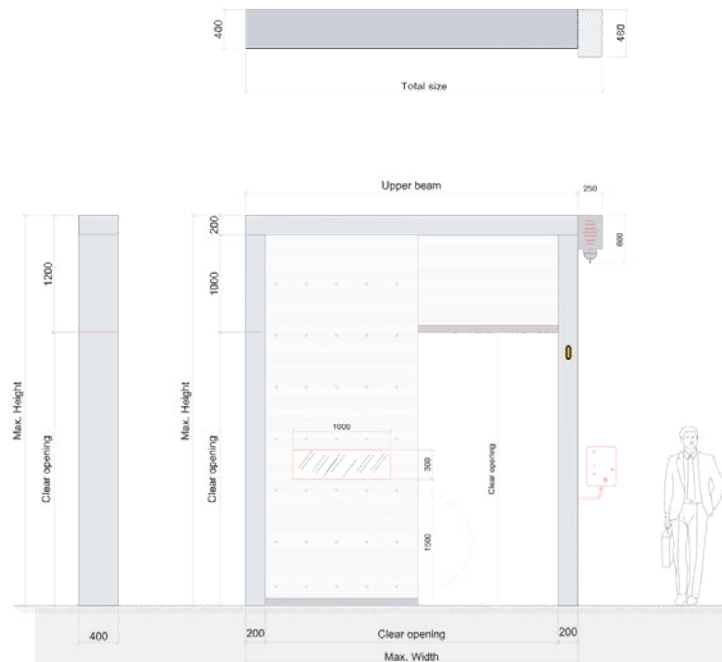 400
480
Total size
Upper beam
250
200
600
1200
1000
Max. Height
Max. Height
1000
300
Clear opening
Clear opening
Clear opening
1500
400
200
Clear opening
200
Max. Width